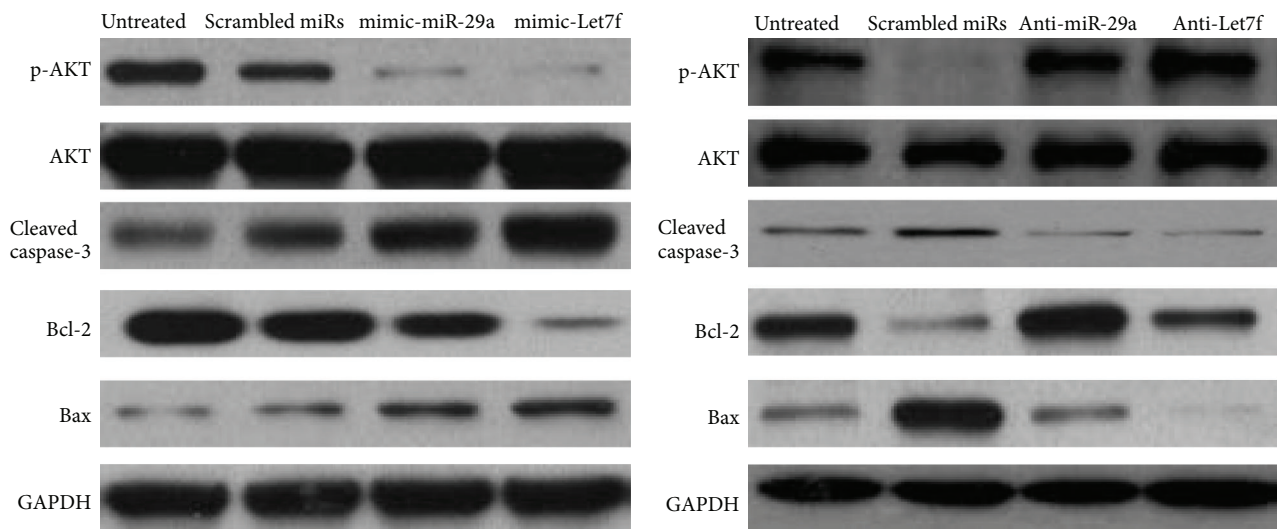 Untreated Scrambled miRs mimic-miR-29a mimic-Let7f
p-AKT
AKT
Cleaved
caspase-3
Bcl-2
Bax
GAPDH
Untreated Scrambled miRs Anti-miR-29a Anti-Let7f
p-AKT
AKT
Cleaved
caspase-3
Bcl-2
Bax
GAPDH